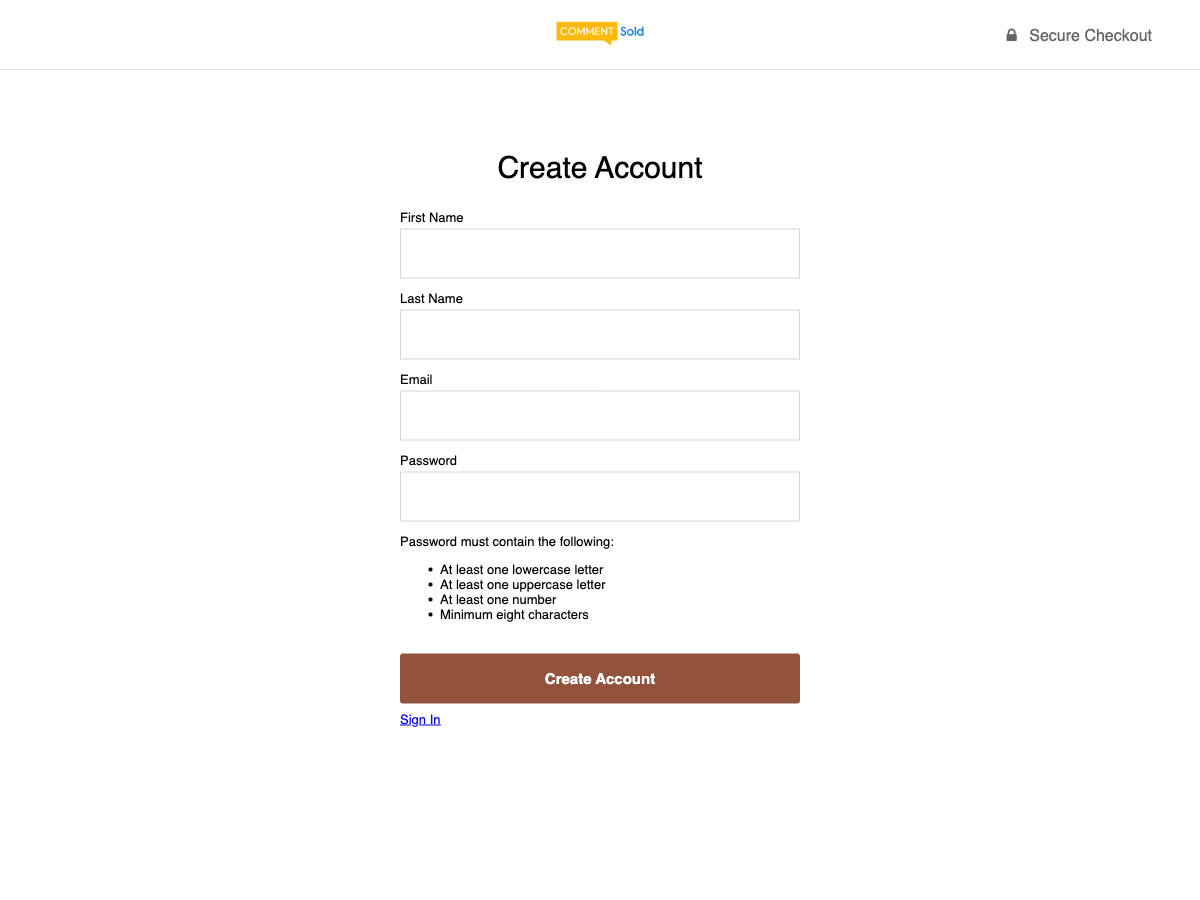 COMMENT Sold
Secure Checkout
Create Account
First Name
Last Name
Email
Password
Password must contain the following:
• At least one lowercase letter
• At least one uppercase letter
• At least one number
• Minimum eight characters
Create Account
Sign In